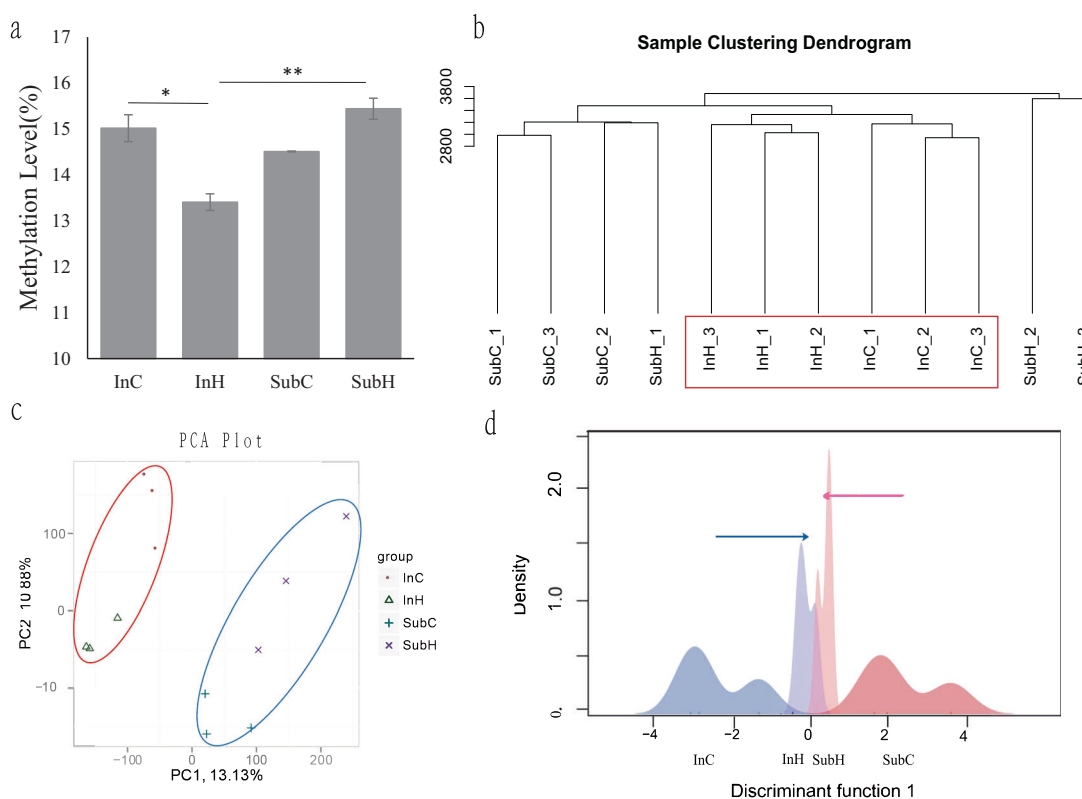 a
17
16
15
14
13
12
11
10
Methylation Level(%)
*
**
InC
InH
SubC
SubH
b
Sample Clustering Dendrogram
3800
2800
SubC_1
SubC_3
SubC_2
SubH_1
InH_3
InH_1
InH_2
InC_1
InC_2
InC_3
SubH_2
c
PCA Plot
100
0
−10
PC2 10 88%
−100
0
100
200
PC1, 13.13%
group
InC
InH
SubC
SubH
d
2.0
1.0
0.
Density
−4
−2
0
2
4
InC
InH
SubH
SubC
Discriminant function 1